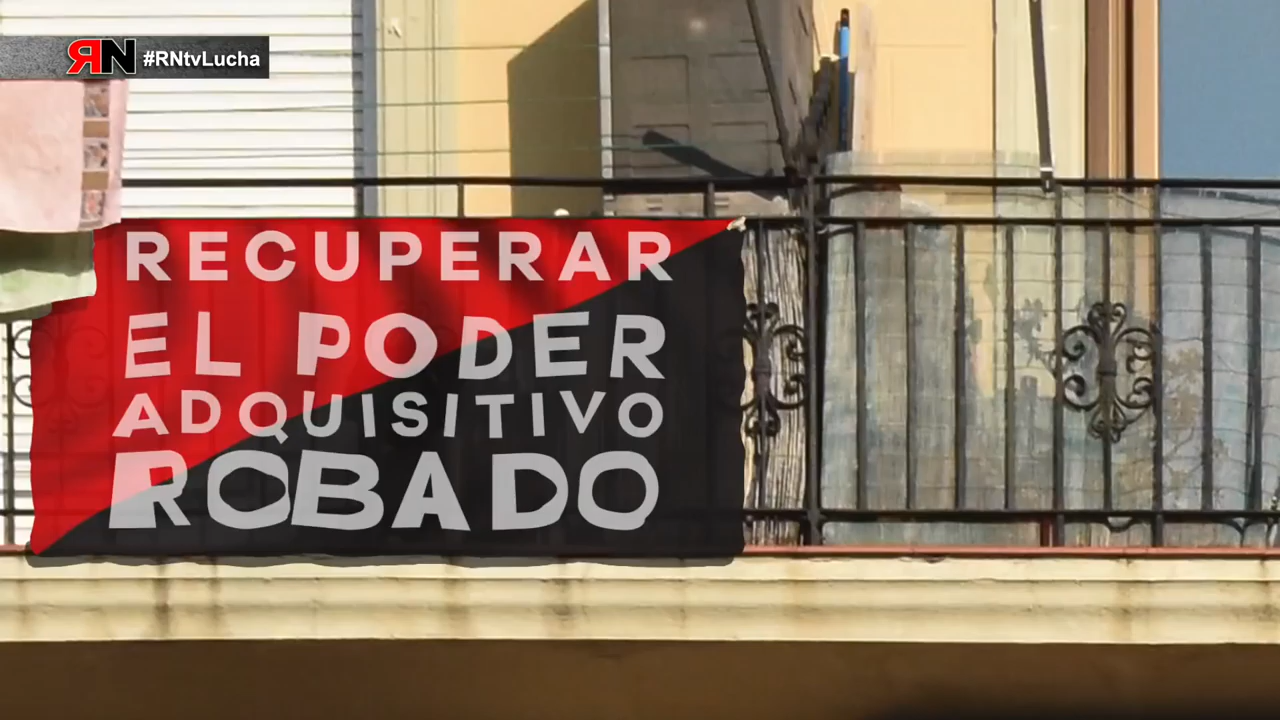 RN #RNtvLucha
RECUPERAR
EL PODER
ADQUISITIVO
ROBADO